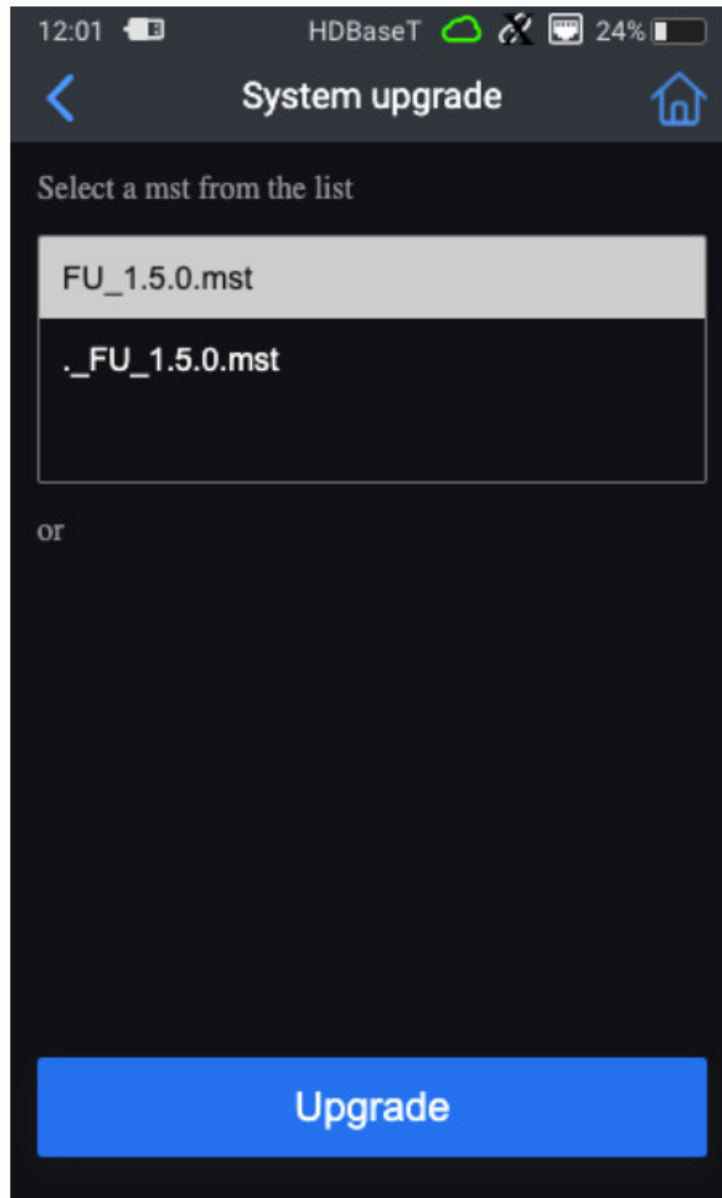 12:01 HDBaseT 24%
System upgrade
Select a mst from the list
FU_1.5.0.mst
._FU_1.5.0.mst
or
Upgrade